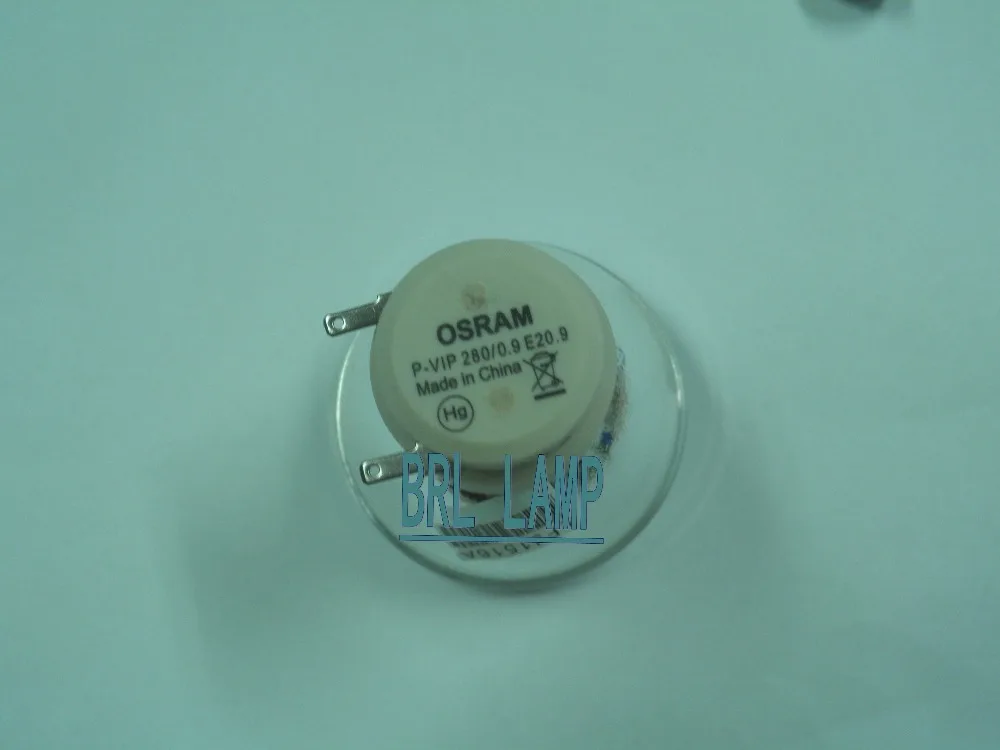 OSRAM
P-VIP 280/0.9 E20.9
Made in China
Hg
BRL LAMP